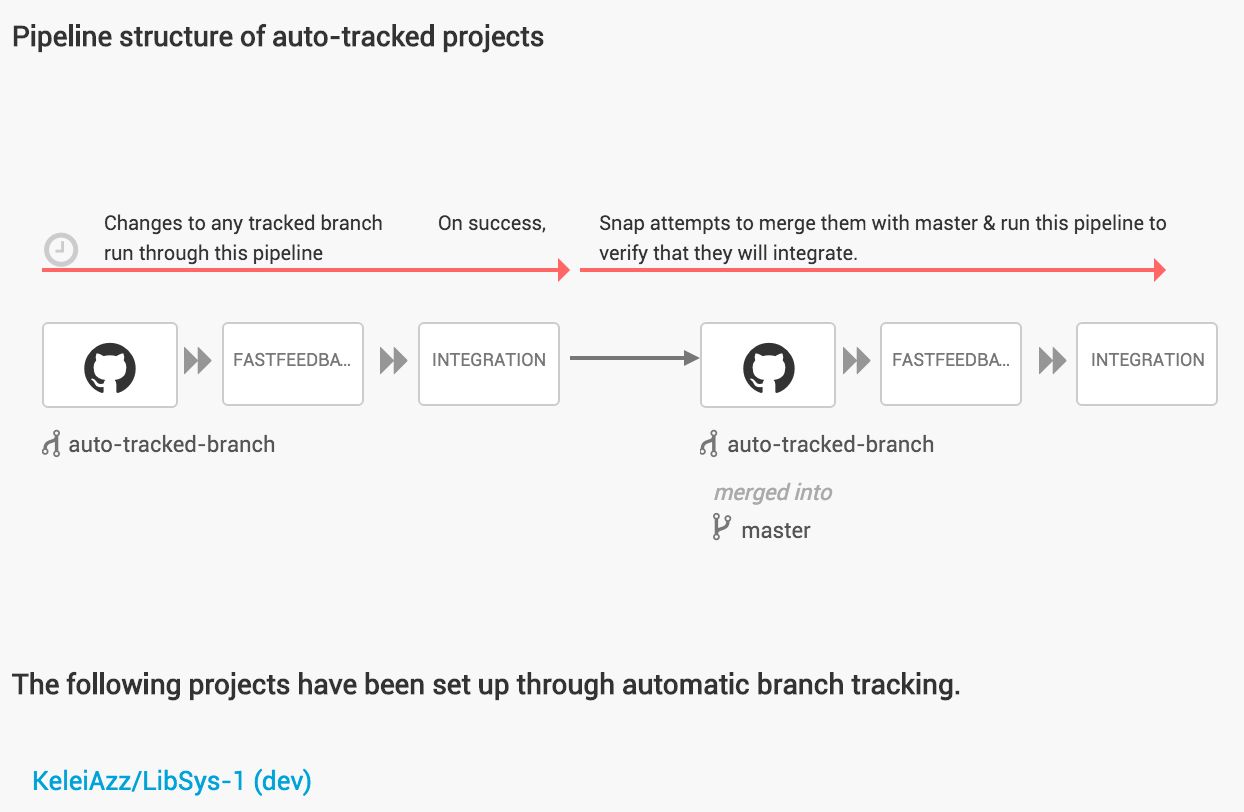 Pipeline structure of auto-tracked projects
Changes to any tracked branch
run through this pipeline
On success,
Snap attempts to merge them with master & run this pipeline to
verify that they will integrate.
FASTFEEDBA...
INTEGRATION
FASTFEEDBA...
INTEGRATION
auto-tracked-branch
auto-tracked-branch
merged into
master
The following projects have been set up through automatic branch tracking.
KeleiAzz/LibSys-1 (dev)